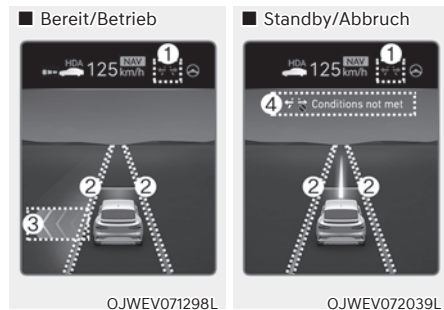 ■ Bereit/Betrieb
HDA 125 NAV km/h
①
② ②
③
OJWEV071298L
■ Standby/Abbruch
HDA 125 NAV km/h
①
④ Conditions not met
② ②
OJWEV072039L